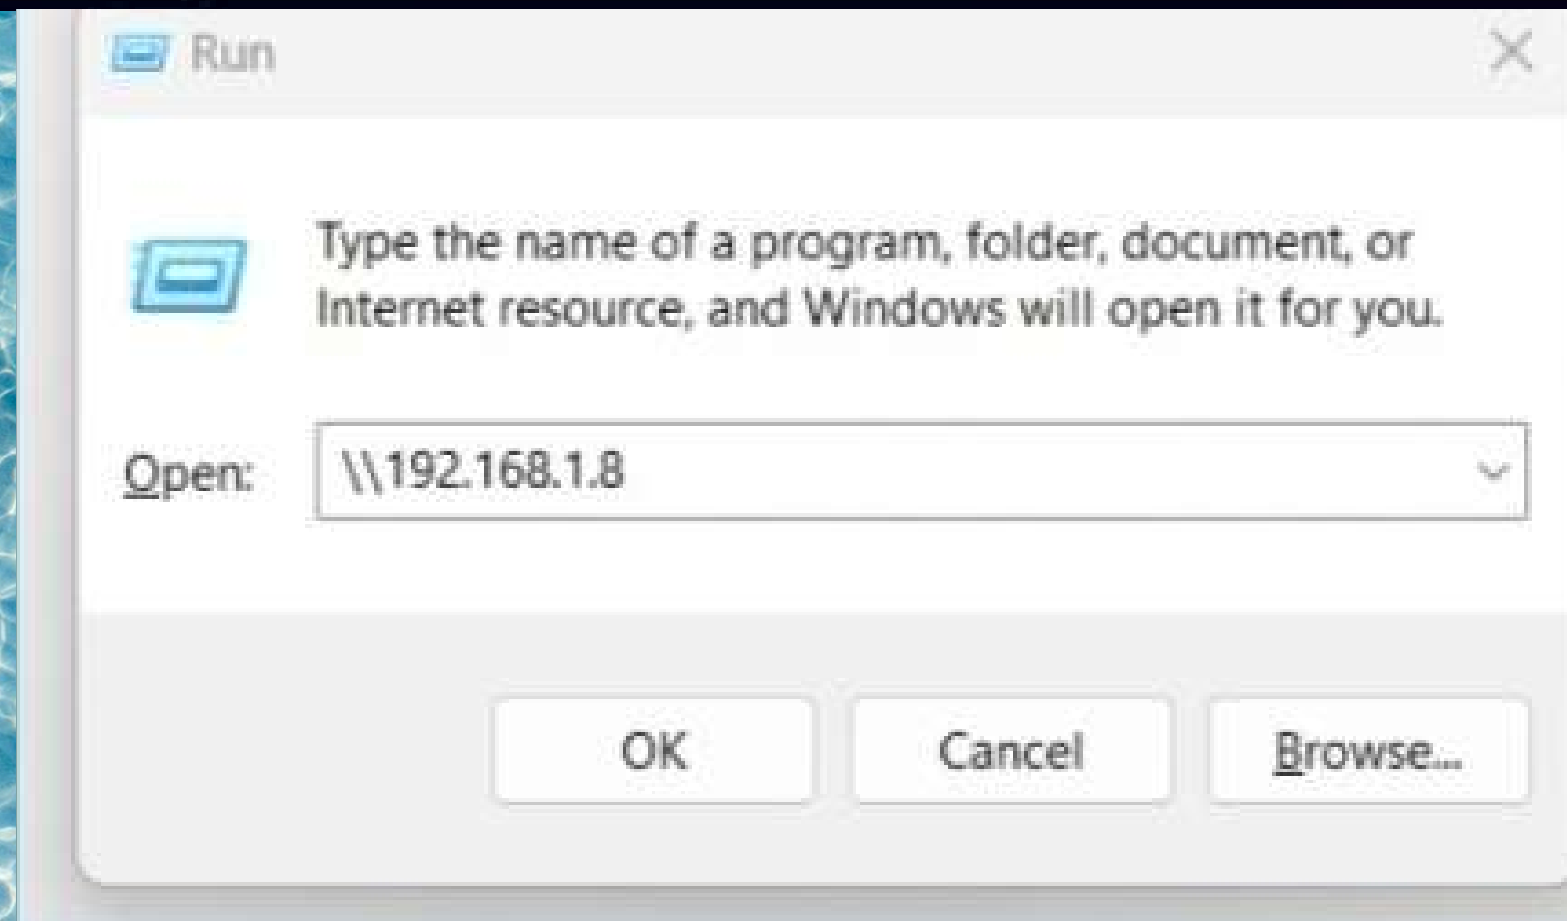 Run
Type the name of a program, folder, document, or
Internet resource, and Windows will open it for you.
Open: \\192.168.1.8
OK Cancel Browse...